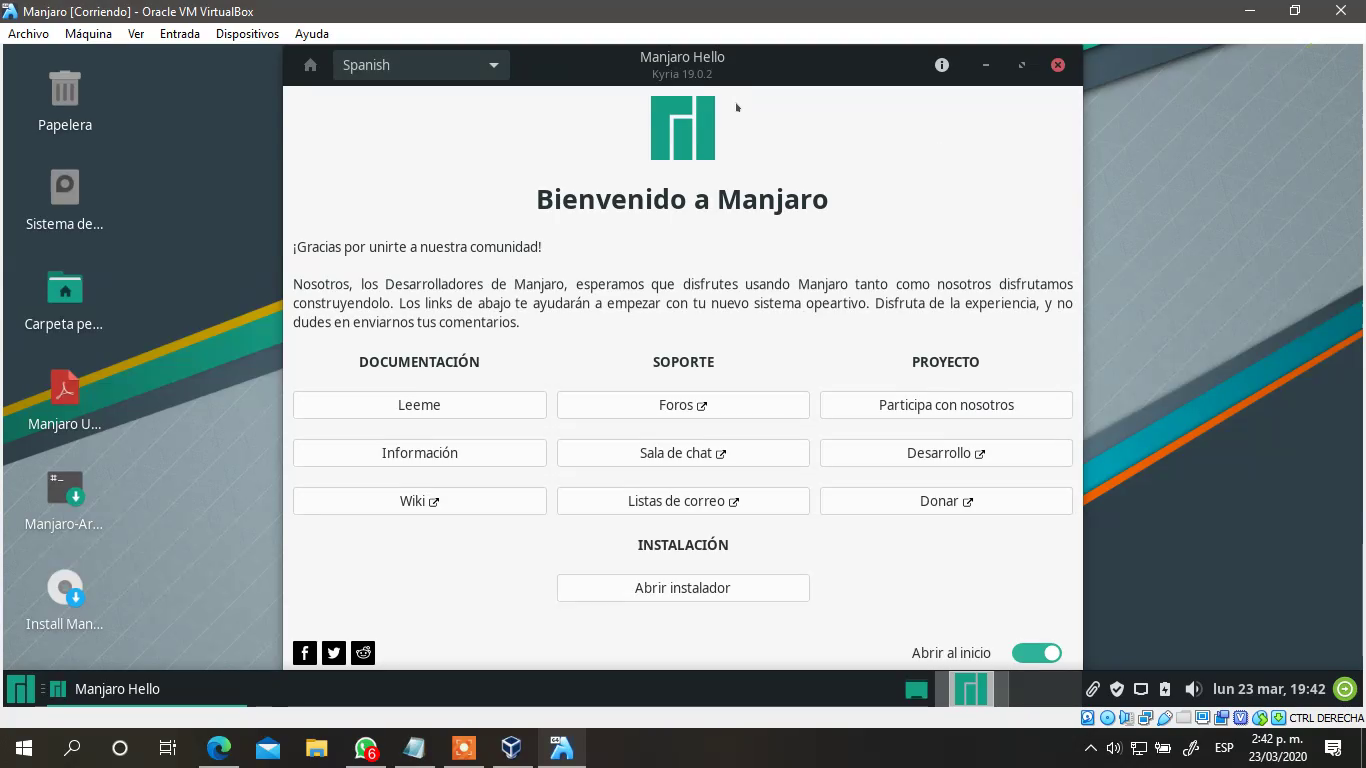 Manjaro [Corriendo] - Oracle VM VirtualBox
Archivo Máquina Ver Entrada Dispositivos Ayuda
Spanish
Manjaro Hello
Kyria 19.0.2
Papelera
Sistema de...
Carpeta pe...
Manjaro U...
Manjaro-Ar...
Install Man...
Bienvenido a Manjaro
¡Gracias por unirte a nuestra comunidad!
Nosotros, los Desarrolladores de Manjaro, esperamos que disfrutes usando Manjaro tanto como nosotros disfrutamos
construyendolo. Los links de abajo te ayudarán a empezar con tu nuevo sistema opeartivo. Disfruta de la experiencia, y no
dudes en enviarnos tus comentarios.
DOCUMENTACIÓN SOPORTE PROYECTO
Leeme Foros Participa con nosotros
Información Sala de chat Desarrollo
Wiki Listas de correo Donar
INSTALACIÓN
Abrir instalador
Abrir al inicio
Manjaro Hello
lun 23 mar, 19:42
CTRL DERECHA
6
ESP
2:42 p. m.
23/03/2020